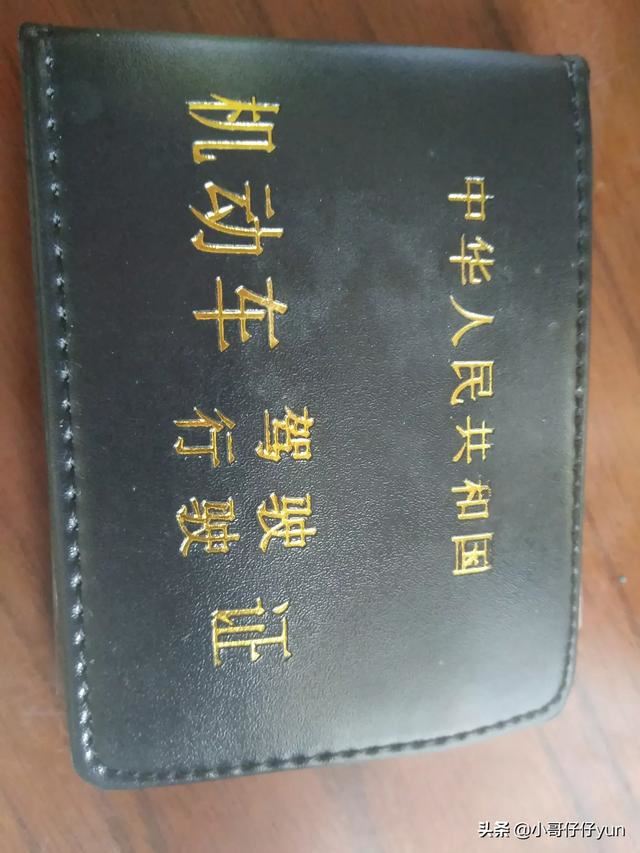 中华人民共和国
机动车驾驶证
行驶
头条 @小哥仔仔yun